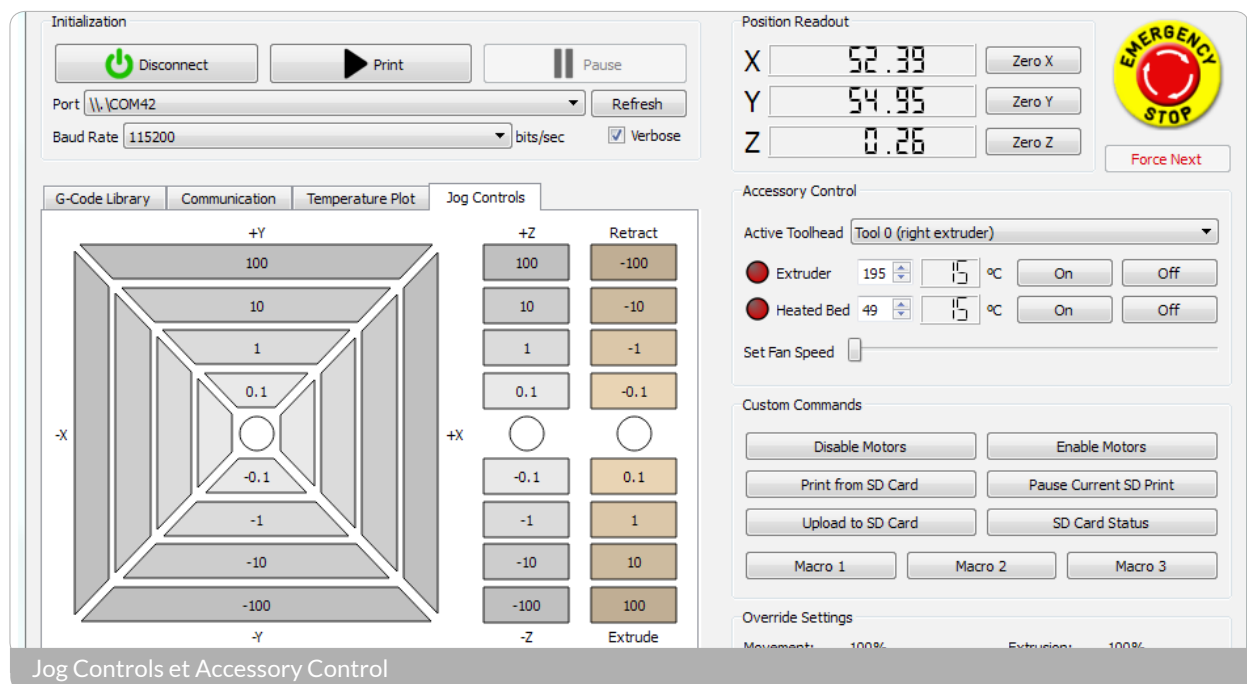 Initialization
Disconnect
Print
Pause
Port \\.\COM42
Refresh
Baud Rate 115200 bits/sec
Verbose
Position Readout
X 52.39 Zero X
Y 54.95 Zero Y
Z 0.26 Zero Z
EMERGENCY
STOP
Force Next
G-Code Library Communication Temperature Plot Jog Controls
+Y +Z Retract
100 100 -100
10 10 -10
1 1 -1
0.1 0.1 -0.1
-X +X
-0.1 -0.1 0.1
-1 -1 1
-10 -10 10
-100 -100 100
-Y -Z Extrude
Accessory Control
Active Toolhead Tool 0 (right extruder)
Extruder 195 15 ºC On Off
Heated Bed 49 15 ºC On Off
Set Fan Speed
Custom Commands
Disable Motors Enable Motors
Print from SD Card Pause Current SD Print
Upload to SD Card SD Card Status
Macro 1 Macro 2 Macro 3
Override Settings
Movement: 100% Extrusion: 100%
Jog Controls et Accessory Control